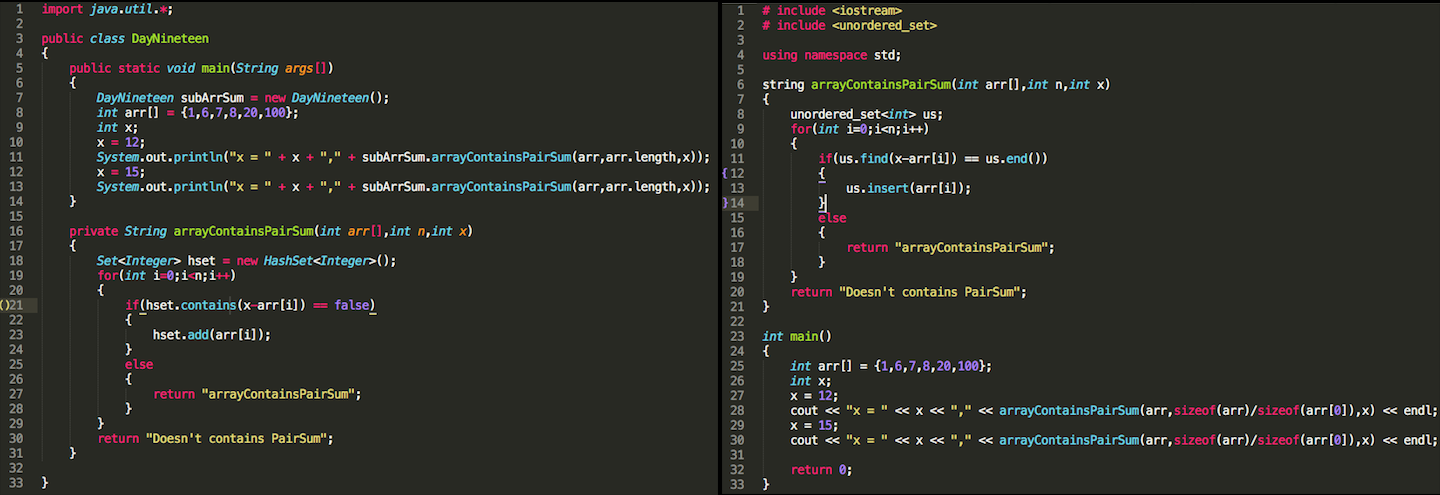 1 import java.util.*;
2
3 public class DayNineteen
4 {
5 public static void main(String args[])
6 {
7 DayNineteen subArrSum = new DayNineteen();
8 int arr[] = {1,6,7,8,20,100};
9 int x;
10 x = 12;
11 System.out.println("x = " + x + "," + subArrSum.arrayContainsPairSum(arr,arr.length,x));
12 x = 15;
13 System.out.println("x = " + x + "," + subArrSum.arrayContainsPairSum(arr,arr.length,x));
14 }
15
16 private String arrayContainsPairSum(int arr[],int n,int x)
17 {
18 Set<Integer> hset = new HashSet<Integer>();
19 for(int i=0;i<n;i++)
20 {
()21 if(hset.contains(x-arr[i]) == false)
22 {
23 hset.add(arr[i]);
24 }
25 else
26 {
27 return "arrayContainsPairSum";
28 }
29 }
30 return "Doesn't contains PairSum";
31 }
32
33 }
1 # include <iostream>
2 # include <unordered_set>
3
4 using namespace std;
5
6 string arrayContainsPairSum(int arr[],int n,int x)
7 {
8 unordered_set<int> us;
9 for(int i=0;i<n;i++)
10 {
11 if(us.find(x-arr[i]) == us.end())
{12 {
13 us.insert(arr[i]);
}14 }
15 else
16 {
17 return "arrayContainsPairSum";
18 }
19 }
20 return "Doesn't contains PairSum";
21 }
22
23 int main()
24 {
25 int arr[] = {1,6,7,8,20,100};
26 int x;
27 x = 12;
28 cout << "x = " << x << "," << arrayContainsPairSum(arr,sizeof(arr)/sizeof(arr[0]),x) << endl;
29 x = 15;
30 cout << "x = " << x << "," << arrayContainsPairSum(arr,sizeof(arr)/sizeof(arr[0]),x) << endl;
31
32 return 0;
33 }